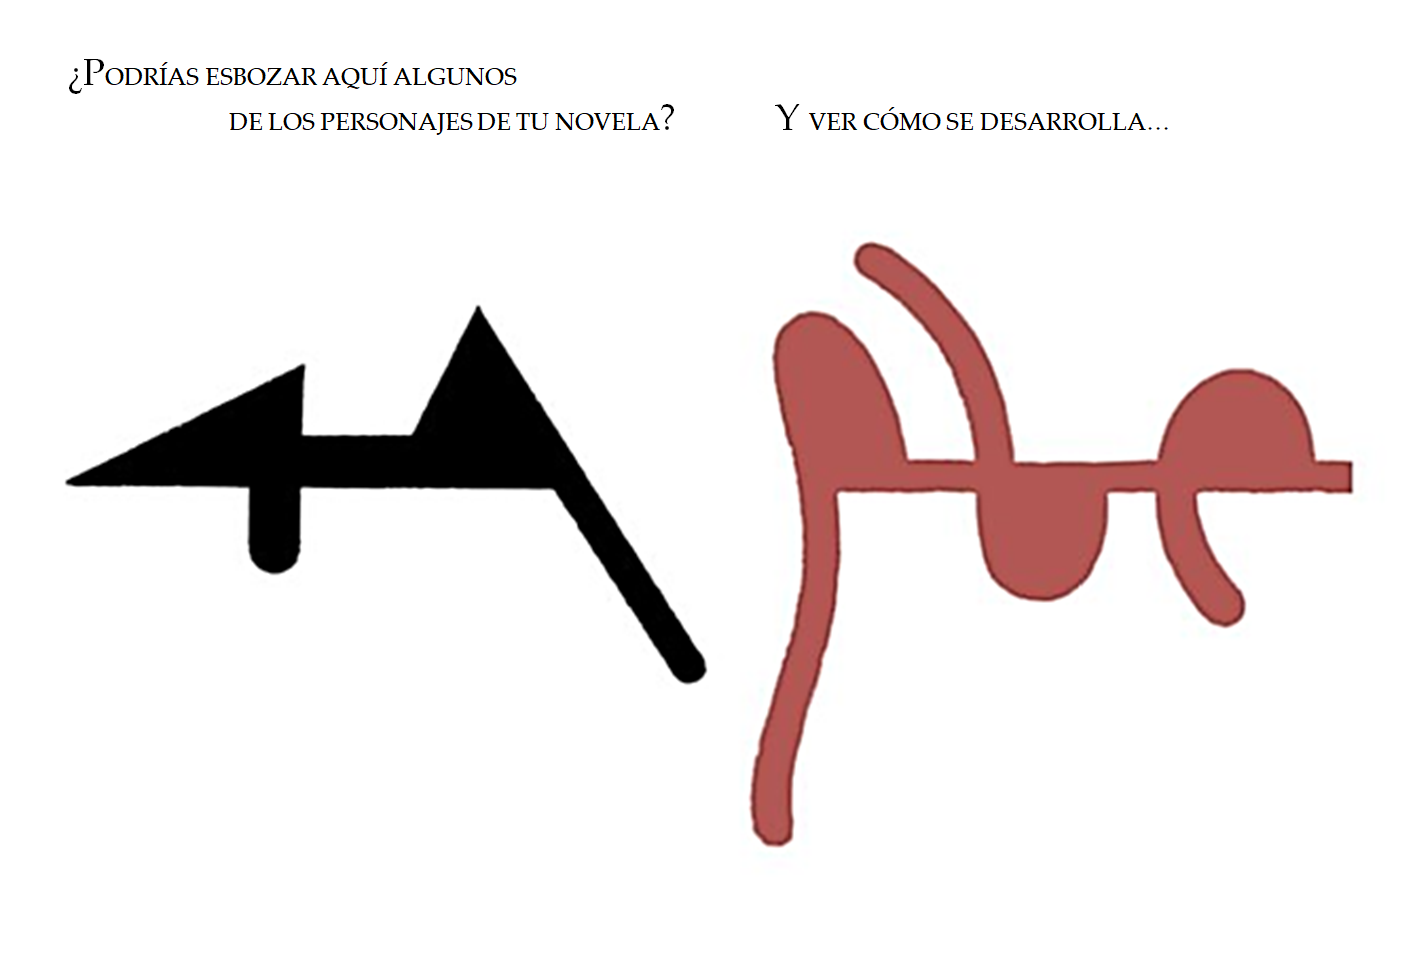 ¿Podrías esbozar aquí algunos
de los personajes de tu novela?
Y ver cómo se desarrolla...